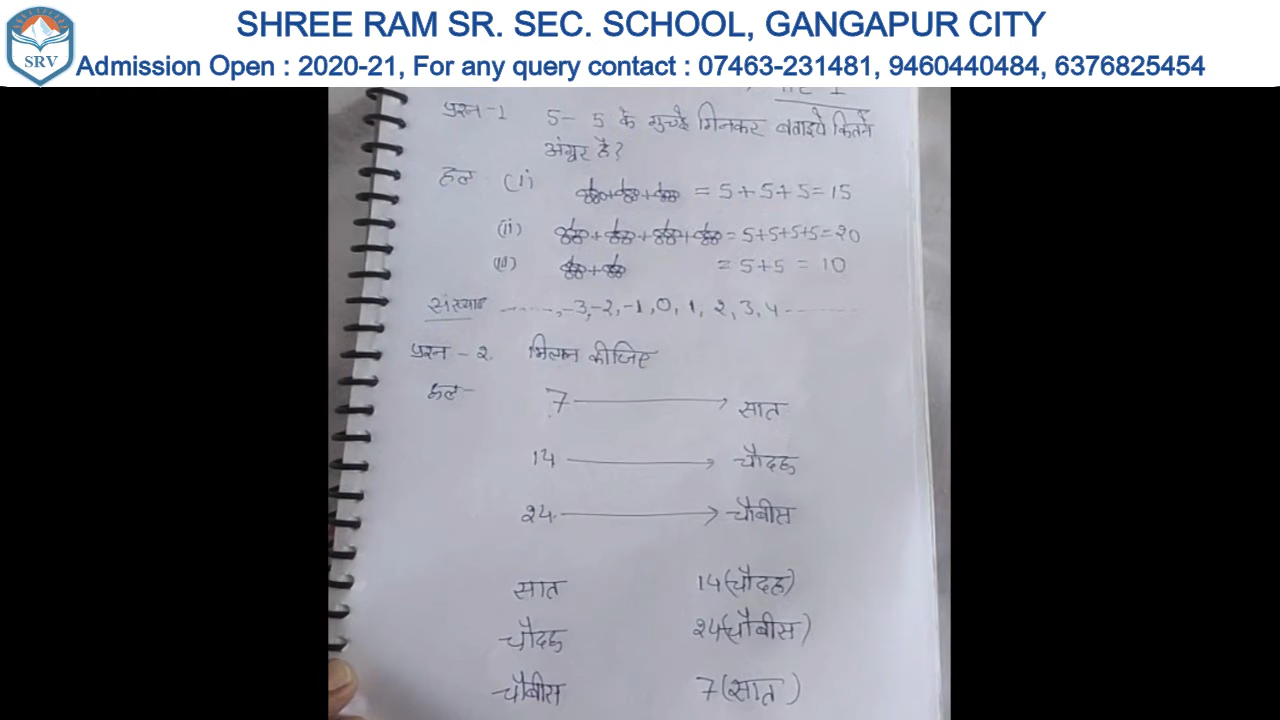 SHREE RAM SR. SEC. SCHOOL, GANGAPUR CITY
SRV
Admission Open : 2020-21, For any query contact : 07463-231481, 9460440484, 6376825454
प्रश्न-1 5- 5 के गुच्छे गिनकर बताइये कितने
अंगूर है?
हल (i) + + = 5+5+5=15
(ii) + + + = 5+5+5+5=20
(iii) + = 5+5 = 10
संख्याएं ......., -3,-2,-1,0,1,2,3,4.......
प्रश्न - 2. मिलान कीजिए
हल- 7 → सात
14 → चौदह
24 → चौबीस
सात 14(चौदह)
चौदह 24(चौबीस)
चौबीस 7(सात)